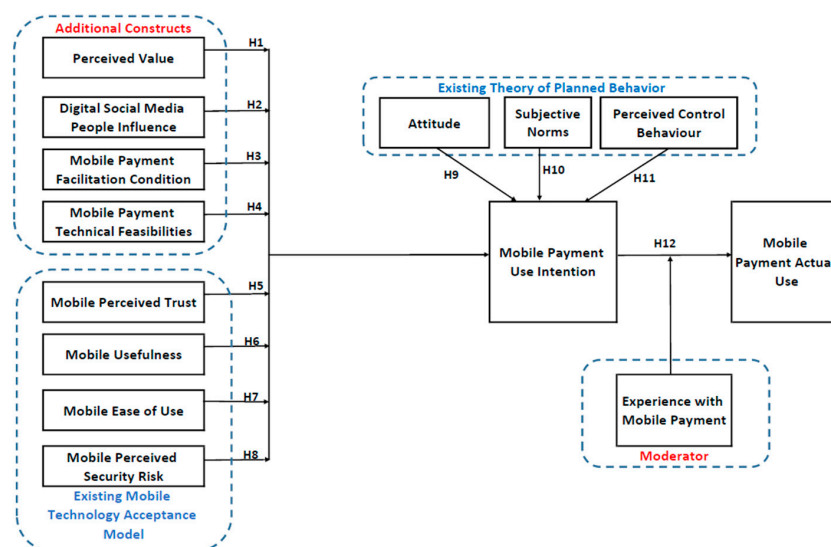 Additional Constructs
H1
Perceived Value
H2
Digital Social Media
People Influence
H3
Mobile Payment
Facilitation Condition
H4
Mobile Payment
Technical Feasibilities
H5
Mobile Perceived Trust
H6
Mobile Usefulness
H7
Mobile Ease of Use
H8
Mobile Perceived
Security Risk
Existing Mobile
Technology Acceptance
Model
Existing Theory of Planned Behavior
Attitude
Subjective
Norms
Perceived Control
Behaviour
H9
H10
H11
Mobile Payment
Use Intention
H12
Mobile
Payment Actual
Use
Experience with
Mobile Payment
Moderator